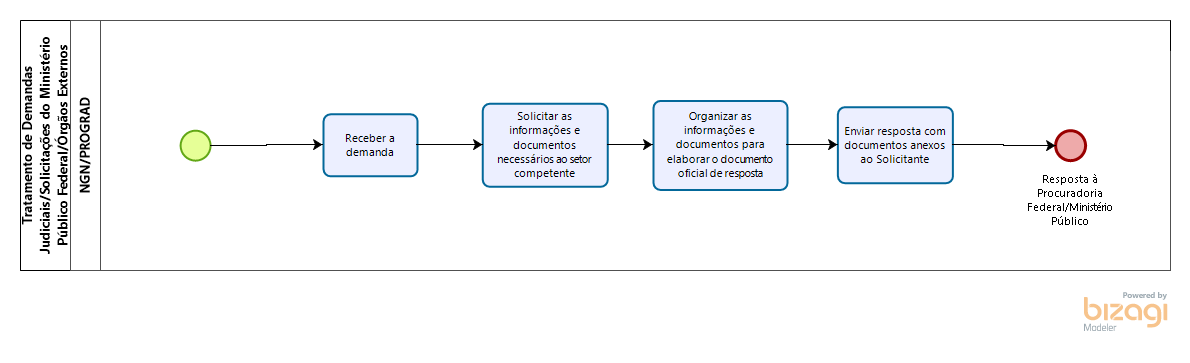 Tratamento de Demandas
Judiciais/Solicitações do Ministério
Público Federal/Órgãos Externos
NGN/PROGRAD
Receber a
demanda
Solicitar as
informações e
documentos
necessários ao setor
competente
Organizar as
informações e
documentos para
elaborar o documento
oficial de resposta
Enviar resposta com
documentos anexos
ao Solicitante
Resposta à
Procuradoria
Federal/Ministério
Público
Powered by
bizagi
Modeler